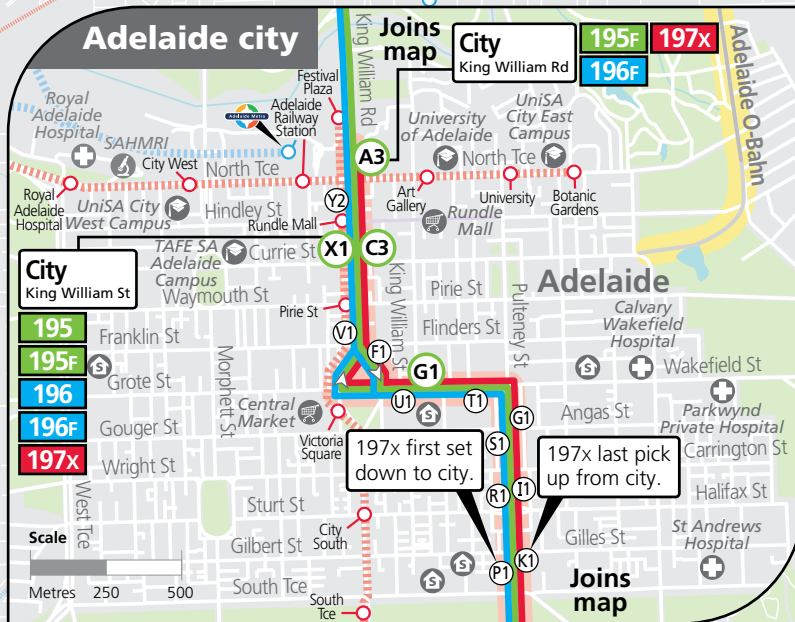 Adelaide city
Joins
map
King William Rd
City
King William Rd
195F
197X
196F
Adelaide O-Bahn
Festival
Plaza
Royal
Adelaide
Hospital
Adelaide Metro
Adelaide
Railway
Station
SAHMRI
City West
North Tce
A3
University
of Adelaide
UniSA
City East
Campus
North Tce
Royal
Adelaide
Hospital
UniSA City
West Campus
Hindley St
Y2
Rundle Mall
Art
Gallery
University
Botanic
Gardens
Rundle
Mall
TAFE SA
Adelaide
Campus
Currie St
X1
C3
City
King William St
195
195F
196
196F
197X
Waymouth St
King William St
Pirie St
Pirie St
Adelaide
Pulteney St
Flinders St
Calvary
Wakefield
Hospital
Franklin St
V1
F1
Morphett St
Grote St
G1
Wakefield St
U1
T1
G1
Angas St
Parkwynd
Private Hospital
Central
Market
Gouger St
Victoria
Square
S1
Carrington St
Wright St
197x first set
down to city.
197x last pick
up from city.
West Tce
R1
I1
Halifax St
Sturt St
City
South
Gilbert St
Gilles St
St Andrews
Hospital
P1
K1
Joins
map
South Tce
South
Tce
Scale
Metres 250 500
S
S
S
S
S